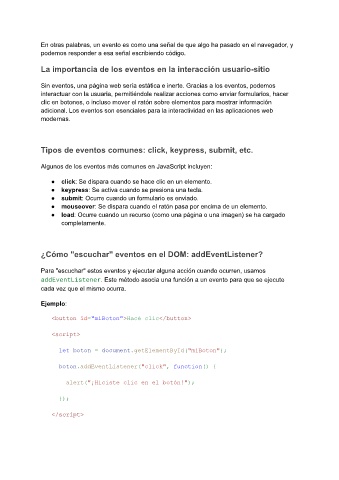 En otras palabras, un evento es como una señal de que algo ha pasado en el navegador, y
podemos responder a esa señal escribiendo código.
La importancia de los eventos en la interacción usuario-sitio
Sin eventos, una página web sería estática e inerte. Gracias a los eventos, podemos
interactuar con la usuaria, permitiéndole realizar acciones como enviar formularios, hacer
clic en botones, o incluso mover el ratón sobre elementos para mostrar información
adicional. Los eventos son esenciales para la interactividad en las aplicaciones web
modernas.
Tipos de eventos comunes: click, keypress, submit, etc.
Algunos de los eventos más comunes en JavaScript incluyen:
● click: Se dispara cuando se hace clic en un elemento.
● keypress: Se activa cuando se presiona una tecla.
● submit: Ocurre cuando un formulario es enviado.
● mouseover: Se dispara cuando el ratón pasa por encima de un elemento.
● load: Ocurre cuando un recurso (como una página o una imagen) se ha cargado
completamente.
¿Cómo "escuchar" eventos en el DOM: addEventListener?
Para "escuchar" estos eventos y ejecutar alguna acción cuando ocurren, usamos
addEventListener. Este método asocia una función a un evento para que se ejecute
cada vez que el mismo ocurra.
Ejemplo:
<button id="miBoton">Hace clic</button>
<script>
let boton = document.getElementById("miBoton");
boton.addEventListener("click", function() {
alert("¡Hiciste clic en el botón!");
});
</script>